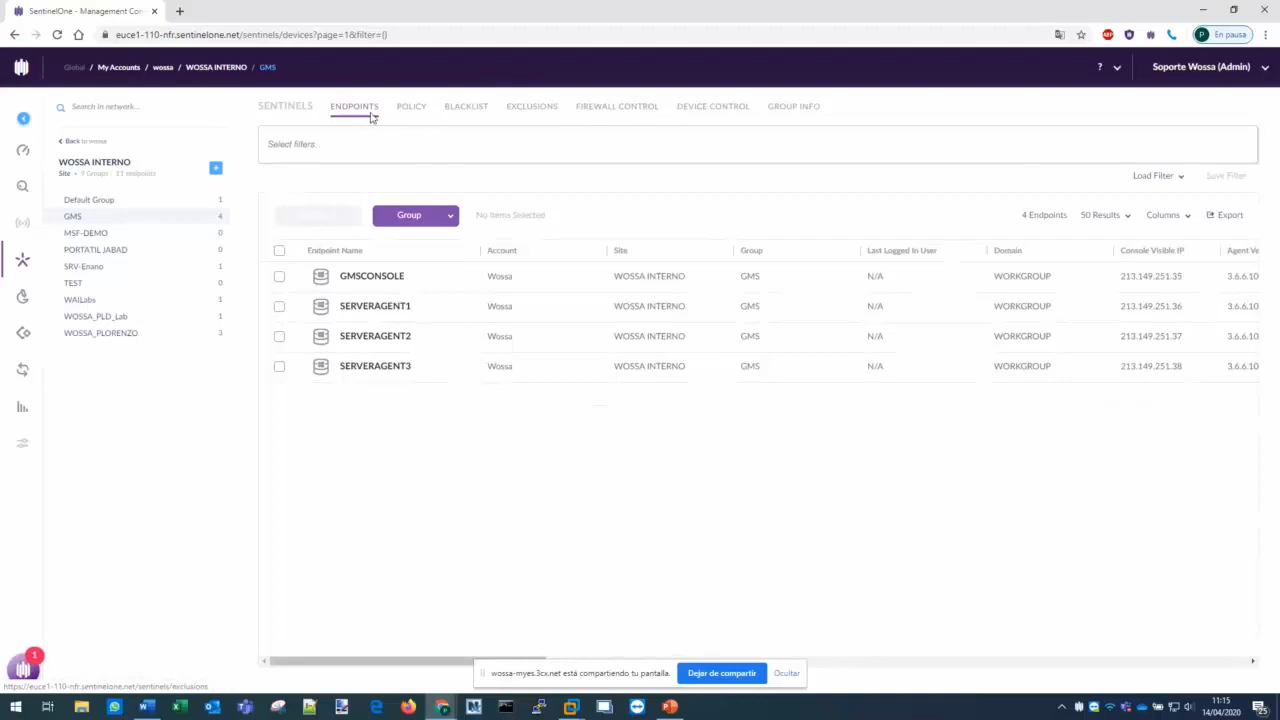 SentinelOne - Management Con
euce1-110-nfr.sentinelone.net/sentinels/devices?page=1&filter={}
ABP
P En pausa
Global / My Accounts / wossa / WOSSA INTERNO / GMS
? Soporte Wossa (Admin)
Search in network...
SENTINELS ENDPOINTS POLICY BLACKLIST EXCLUSIONS FIREWALL CONTROL DEVICE CONTROL GROUP INFO
Back to wossa
Select filters...
WOSSA INTERNO
Site • 9 Groups 11 endpoints
Load Filter Save Filter
Default Group 1
GMS 4
MSF-DEMO 0
PORTATIL JABAD 0
SRV-Enano 1
TEST 0
WAILabs 1
WOSSA_PLD_Lab 1
WOSSA_PLORENZO 3
Group No Items Selected 4 Endpoints 50 Results Columns Export
Endpoint Name Account Site Group Last Logged In User Domain Console Visible IP Agent Ve
GMSCONSOLE Wossa WOSSA INTERNO GMS N/A WORKGROUP 213.149.251.35 3.6.6.10
SERVERAGENT1 Wossa WOSSA INTERNO GMS N/A WORKGROUP 213.149.251.36 3.6.6.10
SERVERAGENT2 Wossa WOSSA INTERNO GMS N/A WORKGROUP 213.149.251.37 3.6.6.10
SERVERAGENT3 Wossa WOSSA INTERNO GMS N/A WORKGROUP 213.149.251.38 3.6.6.10
1
wossa-myes.3cx.net está compartiendo tu pantalla. Dejar de compartir Ocultar
https://euce1-110-nfr.sentinelone.net/sentinels/exclusions
11:15
14/04/2020
25